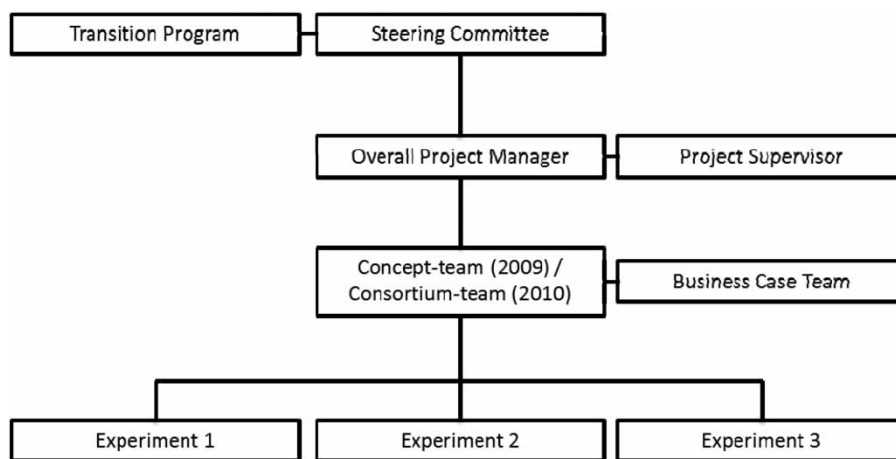 Transition Program
Steering Committee
Overall Project Manager
Project Supervisor
Concept-team (2009) /
Consortium-team (2010)
Business Case Team
Experiment 1
Experiment 2
Experiment 3